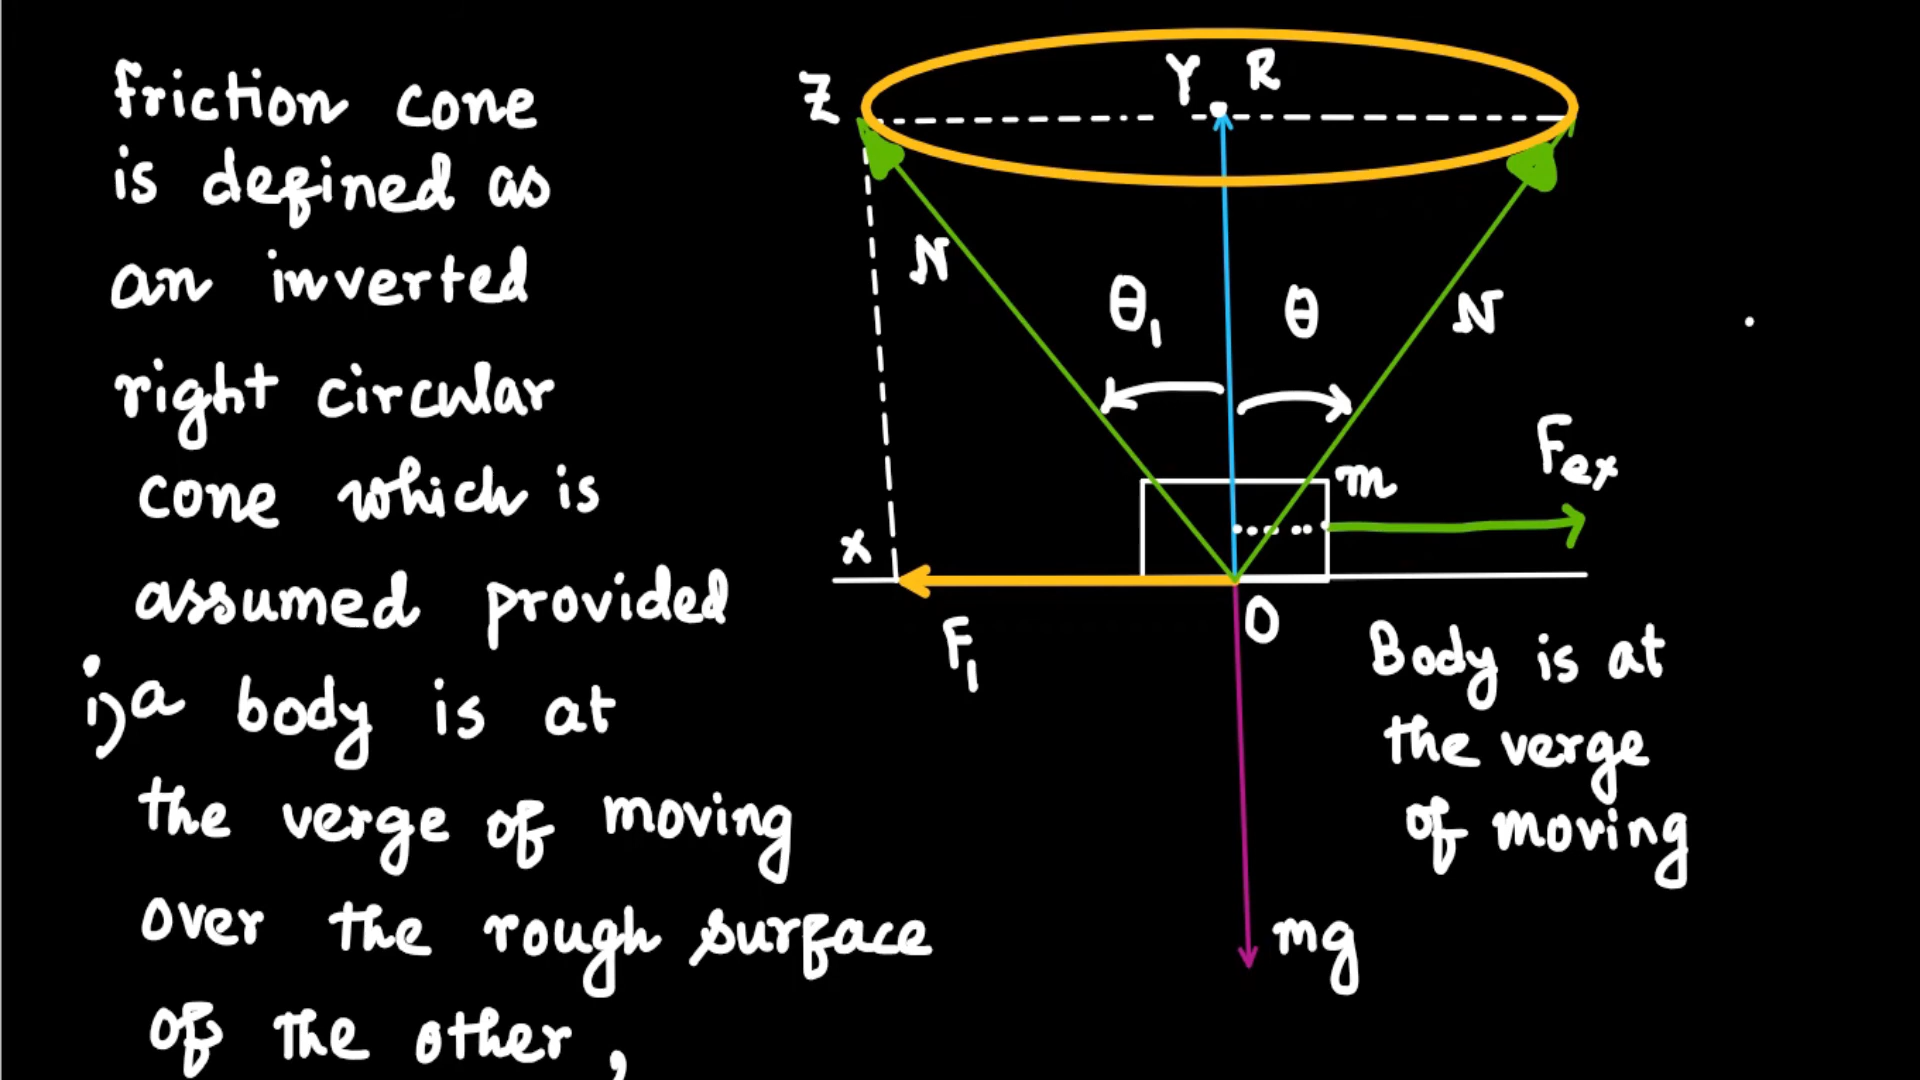 friction cone
is defined as
an inverted
right circular
cone which is
assumed provided
i) a body is at
the verge of moving
over the rough surface
of the other,
Z
Y R
N
θ₁
θ
N
Fex
m
x
F₁
O
Body is at
the verge
of moving
mg